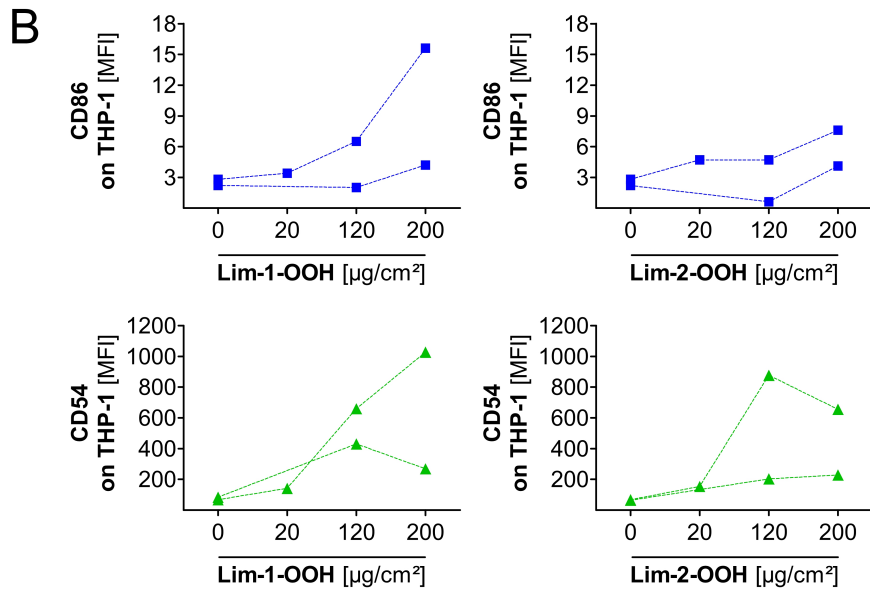 B
CD86
on THP-1 [MFI]
18
15
12
9
6
3
0 20 120 200
Lim-1-OOH [µg/cm²]
CD86
on THP-1 [MFI]
18
15
12
9
6
3
0 20 120 200
Lim-2-OOH [µg/cm²]
CD54
on THP-1 [MFI]
1200
1000
800
600
400
200
0 20 120 200
Lim-1-OOH [µg/cm²]
CD54
on THP-1 [MFI]
1200
1000
800
600
400
200
0 20 120 200
Lim-2-OOH [µg/cm²]